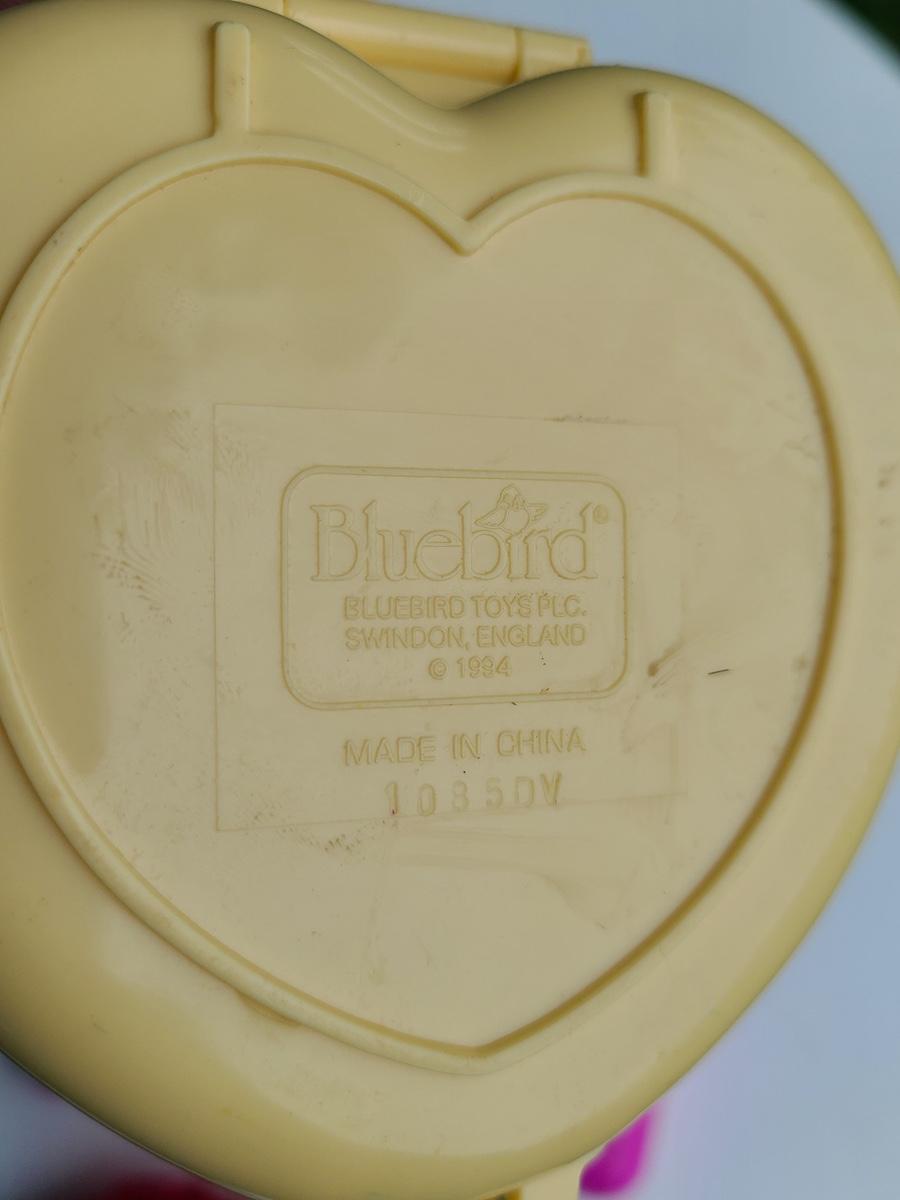 Bluebird®
BLUEBIRD TOYS PLC.
SWINDON, ENGLAND
© 1994
MADE IN CHINA
1085DV